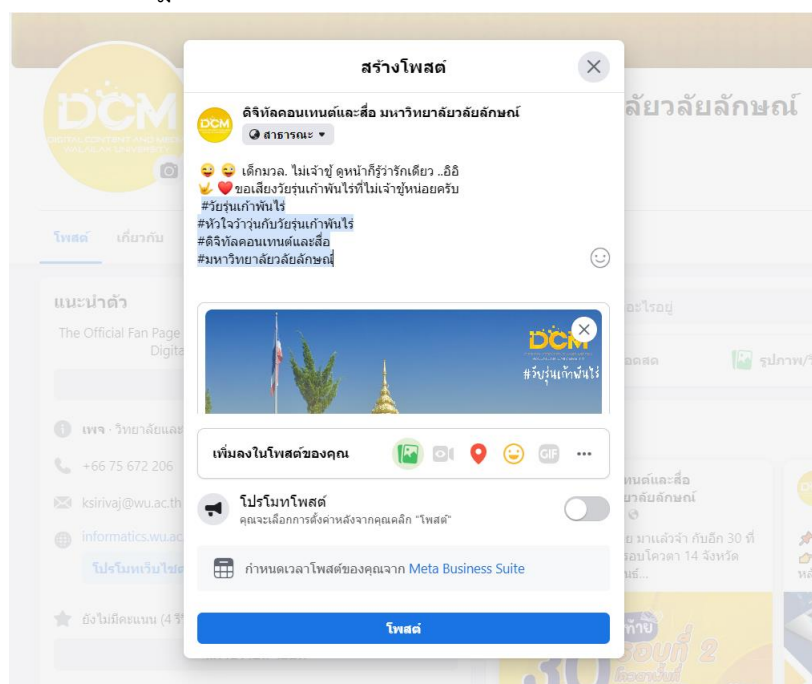 สร้างโพสต์
ดิจิทัลคอนเทนต์และสื่อ มหาวิทยาลัยวลัยลักษณ์
สาธารณะ
เด็กมวล. ไม่เจ้าชู้ ดูหน้าก็รู้ว่ารักเดียว ..อิอิ
ขอเสียงวัยรุ่นเก้าพันไร่ที่ไม่เจ้าชู้หน่อยครับ
#วัยรุ่นเก้าพันไร่
#หัวใจว้าวุ่นกับวัยรุ่นเก้าพันไร่
#ดิจิทัลคอนเทนต์และสื่อ
#มหาวิทยาลัยวลัยลักษณ์
DCM
#วัยรุ่นเก้าพันไร่
เพิ่มลงในโพสต์ของคุณ
GIF
โปรโมทโพสต์
คุณจะเลือกการตั้งค่าหลังจากคุณคลิก "โพสต์"
กำหนดเวลาโพสต์ของคุณจาก Meta Business Suite
โพสต์
DCM
ลัยวลัยลักษณ์
โพสต์ เกี่ยวกับ
แนะนำตัว
The Official Fan Page
Digita
เพจ · วิทยาลัยและ
+66 75 672 206
ksirivaj@wu.ac.th
informatics.wu.ac
โปรโมทเว็บไซต
ยังไม่มีคะแนน (4 รี
อะไรอยู่
อดสด
รูปภาพ/วิ
ทนต์และสื่อ
ยาลัยวลัยลักษณ์
ย มาแล้วจ้า กับอีก 30 ที่
รอบโควตา 14 จังหวัด
รอบที่ 2
30